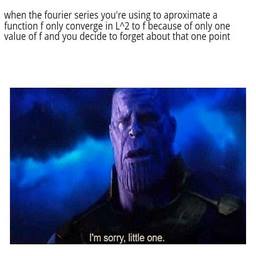 when the fourier series you're using to aproximate a
function f only converge in L^2 to f because of only one
value of f and you decide to forget about that one point
I'm sorry, little one.